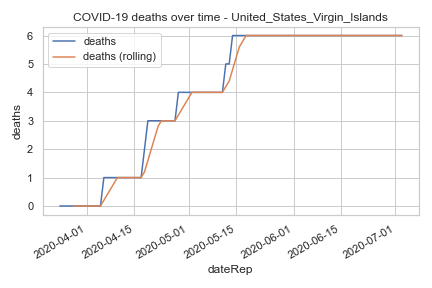 COVID-19 deaths over time - United_States_Virgin_Islands
deaths
deaths (rolling)
deaths
6
5
4
3
2
1
0
2020-04-01
2020-04-15
2020-05-01
2020-05-15
2020-06-01
2020-06-15
2020-07-01
dateRep